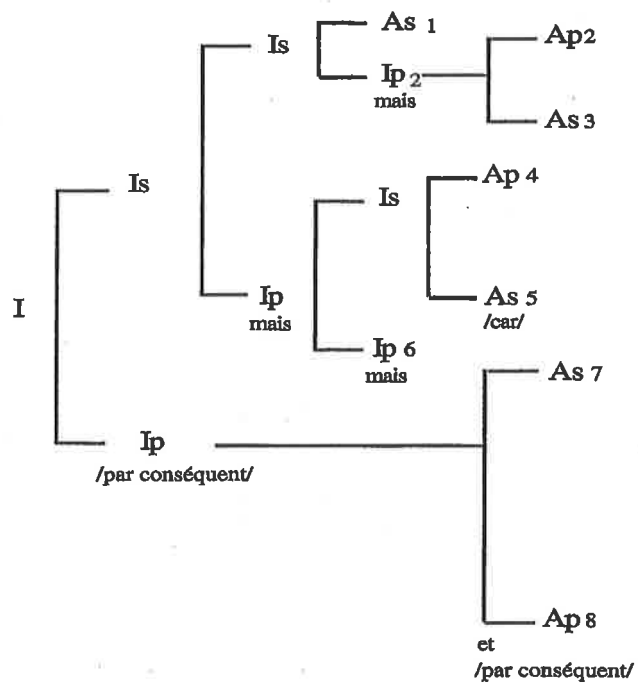 As 1
Ap2
Is
Ip 2
mais
As 3
Ap 4
Is
Is
I
Ip
mais
As 5
/car/
Ip 6
mais
As 7
Ip
/par conséquent/
Ap 8
et
/par conséquent/